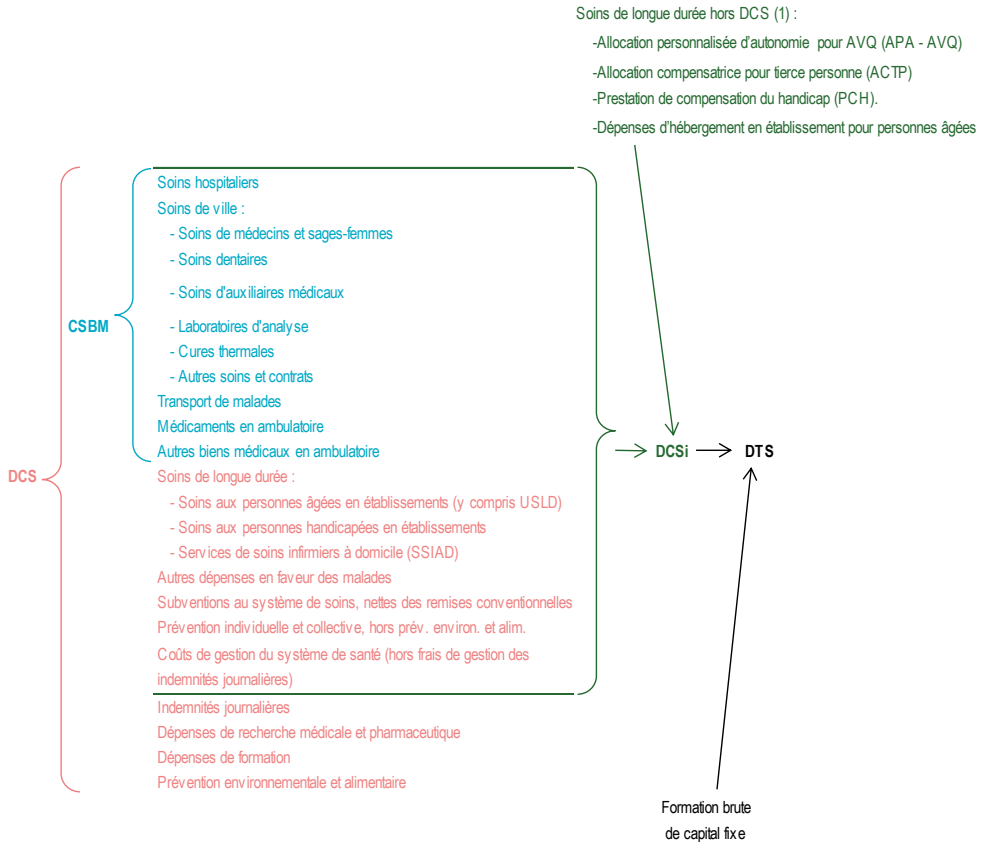 Soins de longue durée hors DCS (1) :
-Allocation personnalisée d'autonomie pour AVQ (APA - AVQ)
-Allocation compensatrice pour tierce personne (ACTP)
-Prestation de compensation du handicap (PCH).
-Dépenses d'hébergement en établissement pour personnes âgées
Soins hospitaliers
Soins de ville :
- Soins de médecins et sages-femmes
- Soins dentaires
- Soins d'auxiliaires médicaux
CSBM
- Laboratoires d'analyse
- Cures thermales
- Autres soins et contrats
Transport de malades
Médicaments en ambulatoire
Autres biens médicaux en ambulatoire
DCSi
DTS
DCS
Soins de longue durée :
- Soins aux personnes âgées en établissements (y compris USLD)
- Soins aux personnes handicapées en établissements
- Services de soins infirmiers à domicile (SSIAD)
Autres dépenses en faveur des malades
Subventions au système de soins, nettes des remises conventionnelles
Prévention individuelle et collective, hors prév. environ. et alim.
Coûts de gestion du système de santé (hors frais de gestion des
indemnités journalières)
Indemnités journalières
Dépenses de recherche médicale et pharmaceutique
Dépenses de formation
Prévention environnementale et alimentaire
Formation brute
de capital fixe